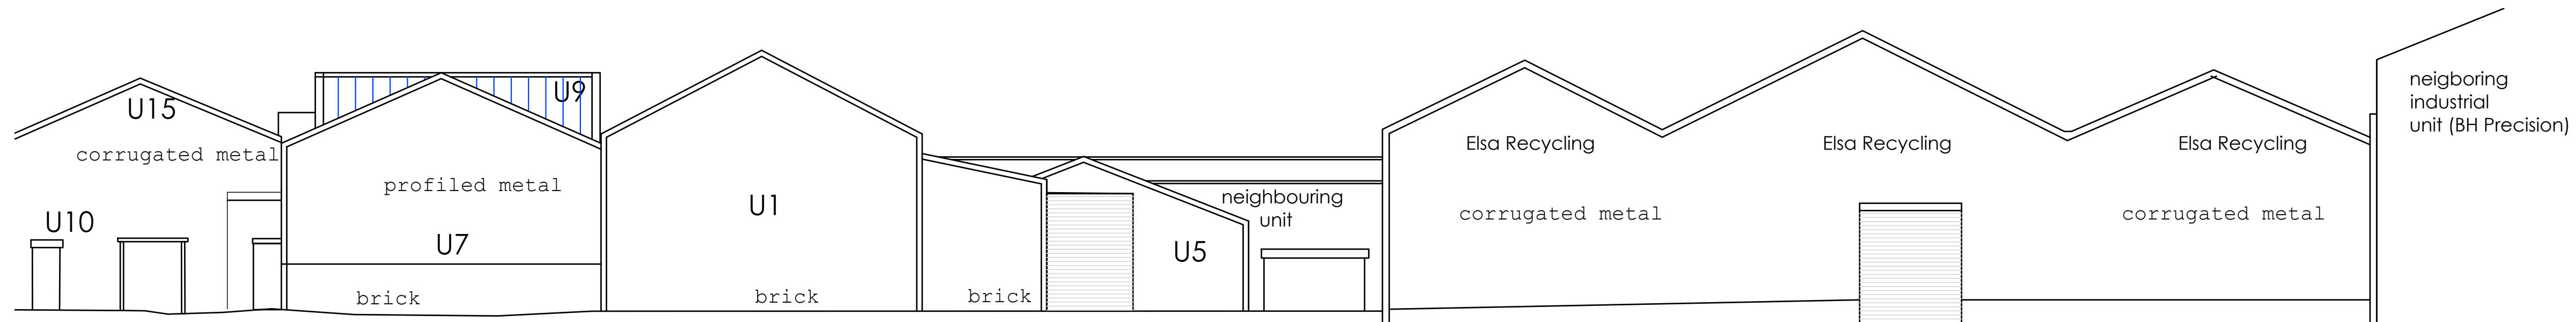 U15
corrugated metal
U10
U9
profiled metal
U7
brick
U1
brick
brick
neighbouring
unit
U5
Elsa Recycling
corrugated metal
Elsa Recycling
Elsa Recycling
corrugated metal
neigboring
industrial
unit (BH Precision)